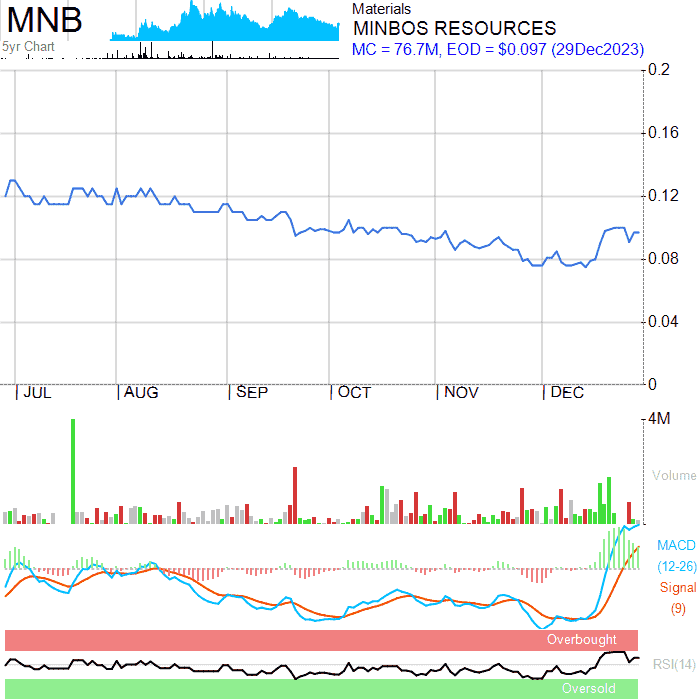 MNB
5yr Chart
Materials
MINBOS RESOURCES
MC = 76.7M, EOD = $0.097 (29Dec2023)
0.2
0.16
0.12
0.08
0.04
0
JUL AUG SEP OCT NOV DEC
4M
Volume
MACD
(12-26)
Signal
(9)
Overbought
RSI(14)
Oversold